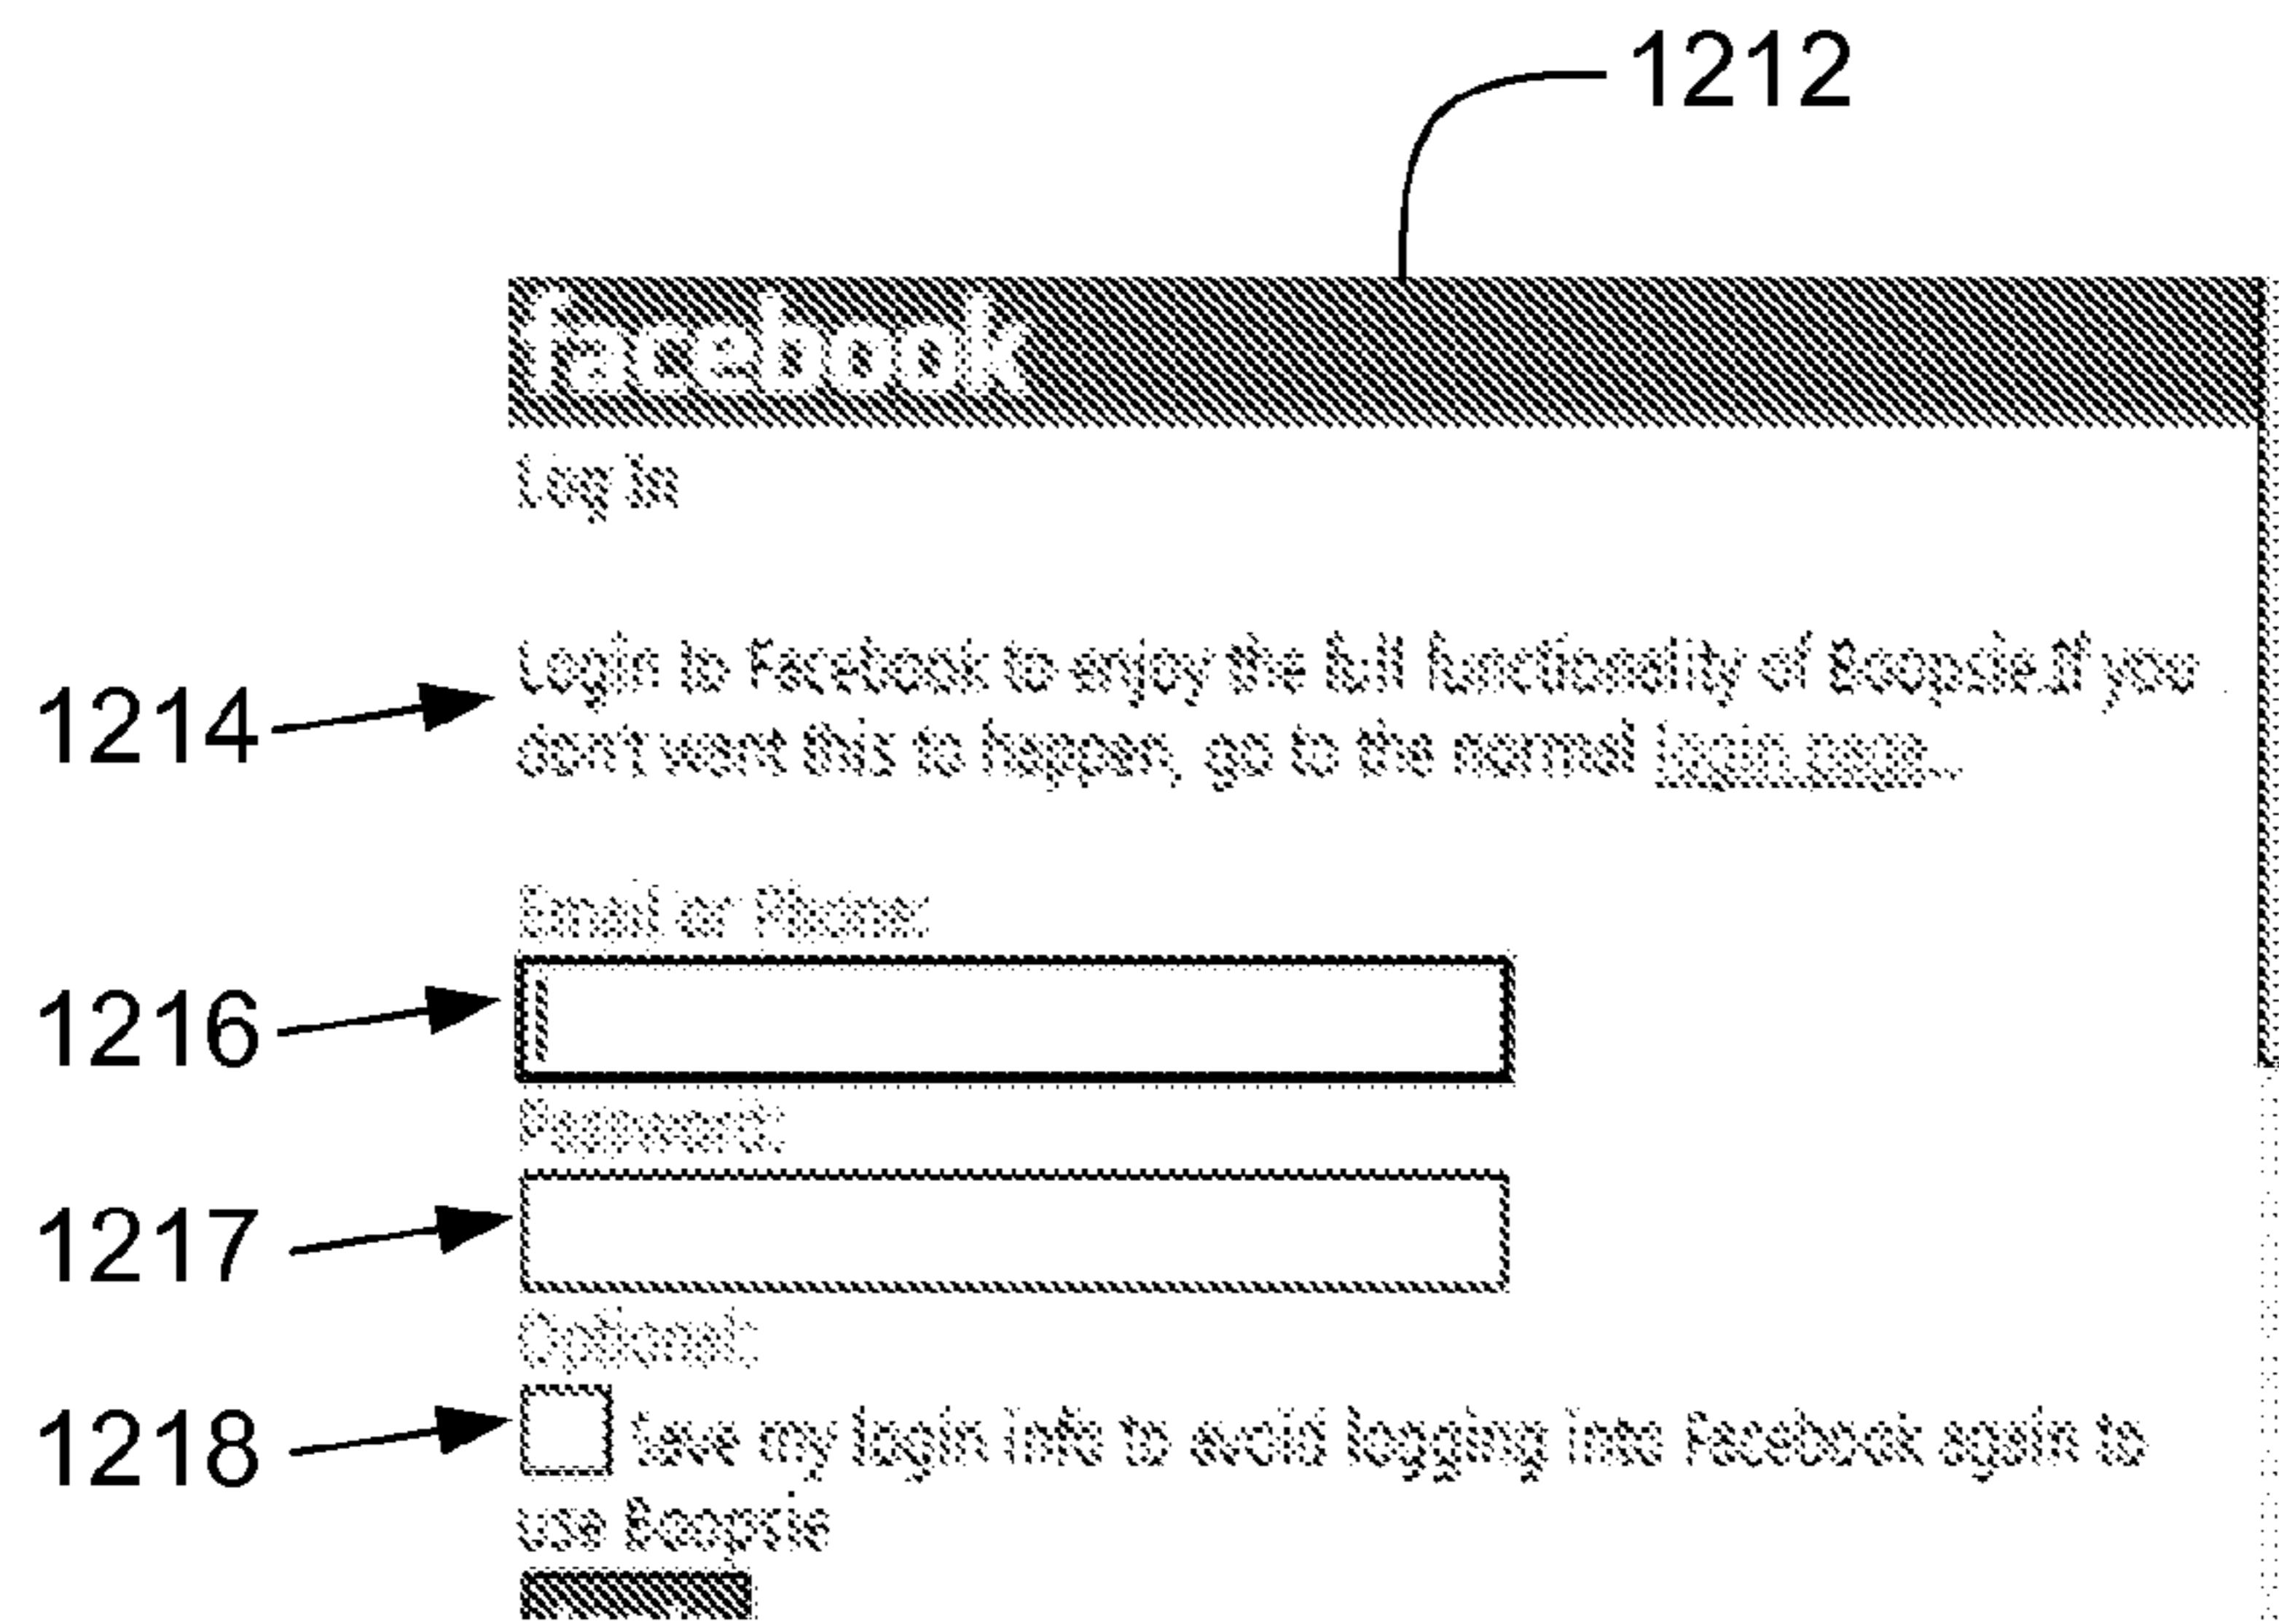 1212
facebook
Log In
1214
Login to Facebook to enjoy the full functionality of Boopsie.If you
don't want this to happen, go to the normal login page..
Email or Phone:
1216
Password:
1217
Optional:
1218
Save my login info to avoid logging into Facebook again to
use Boopsie